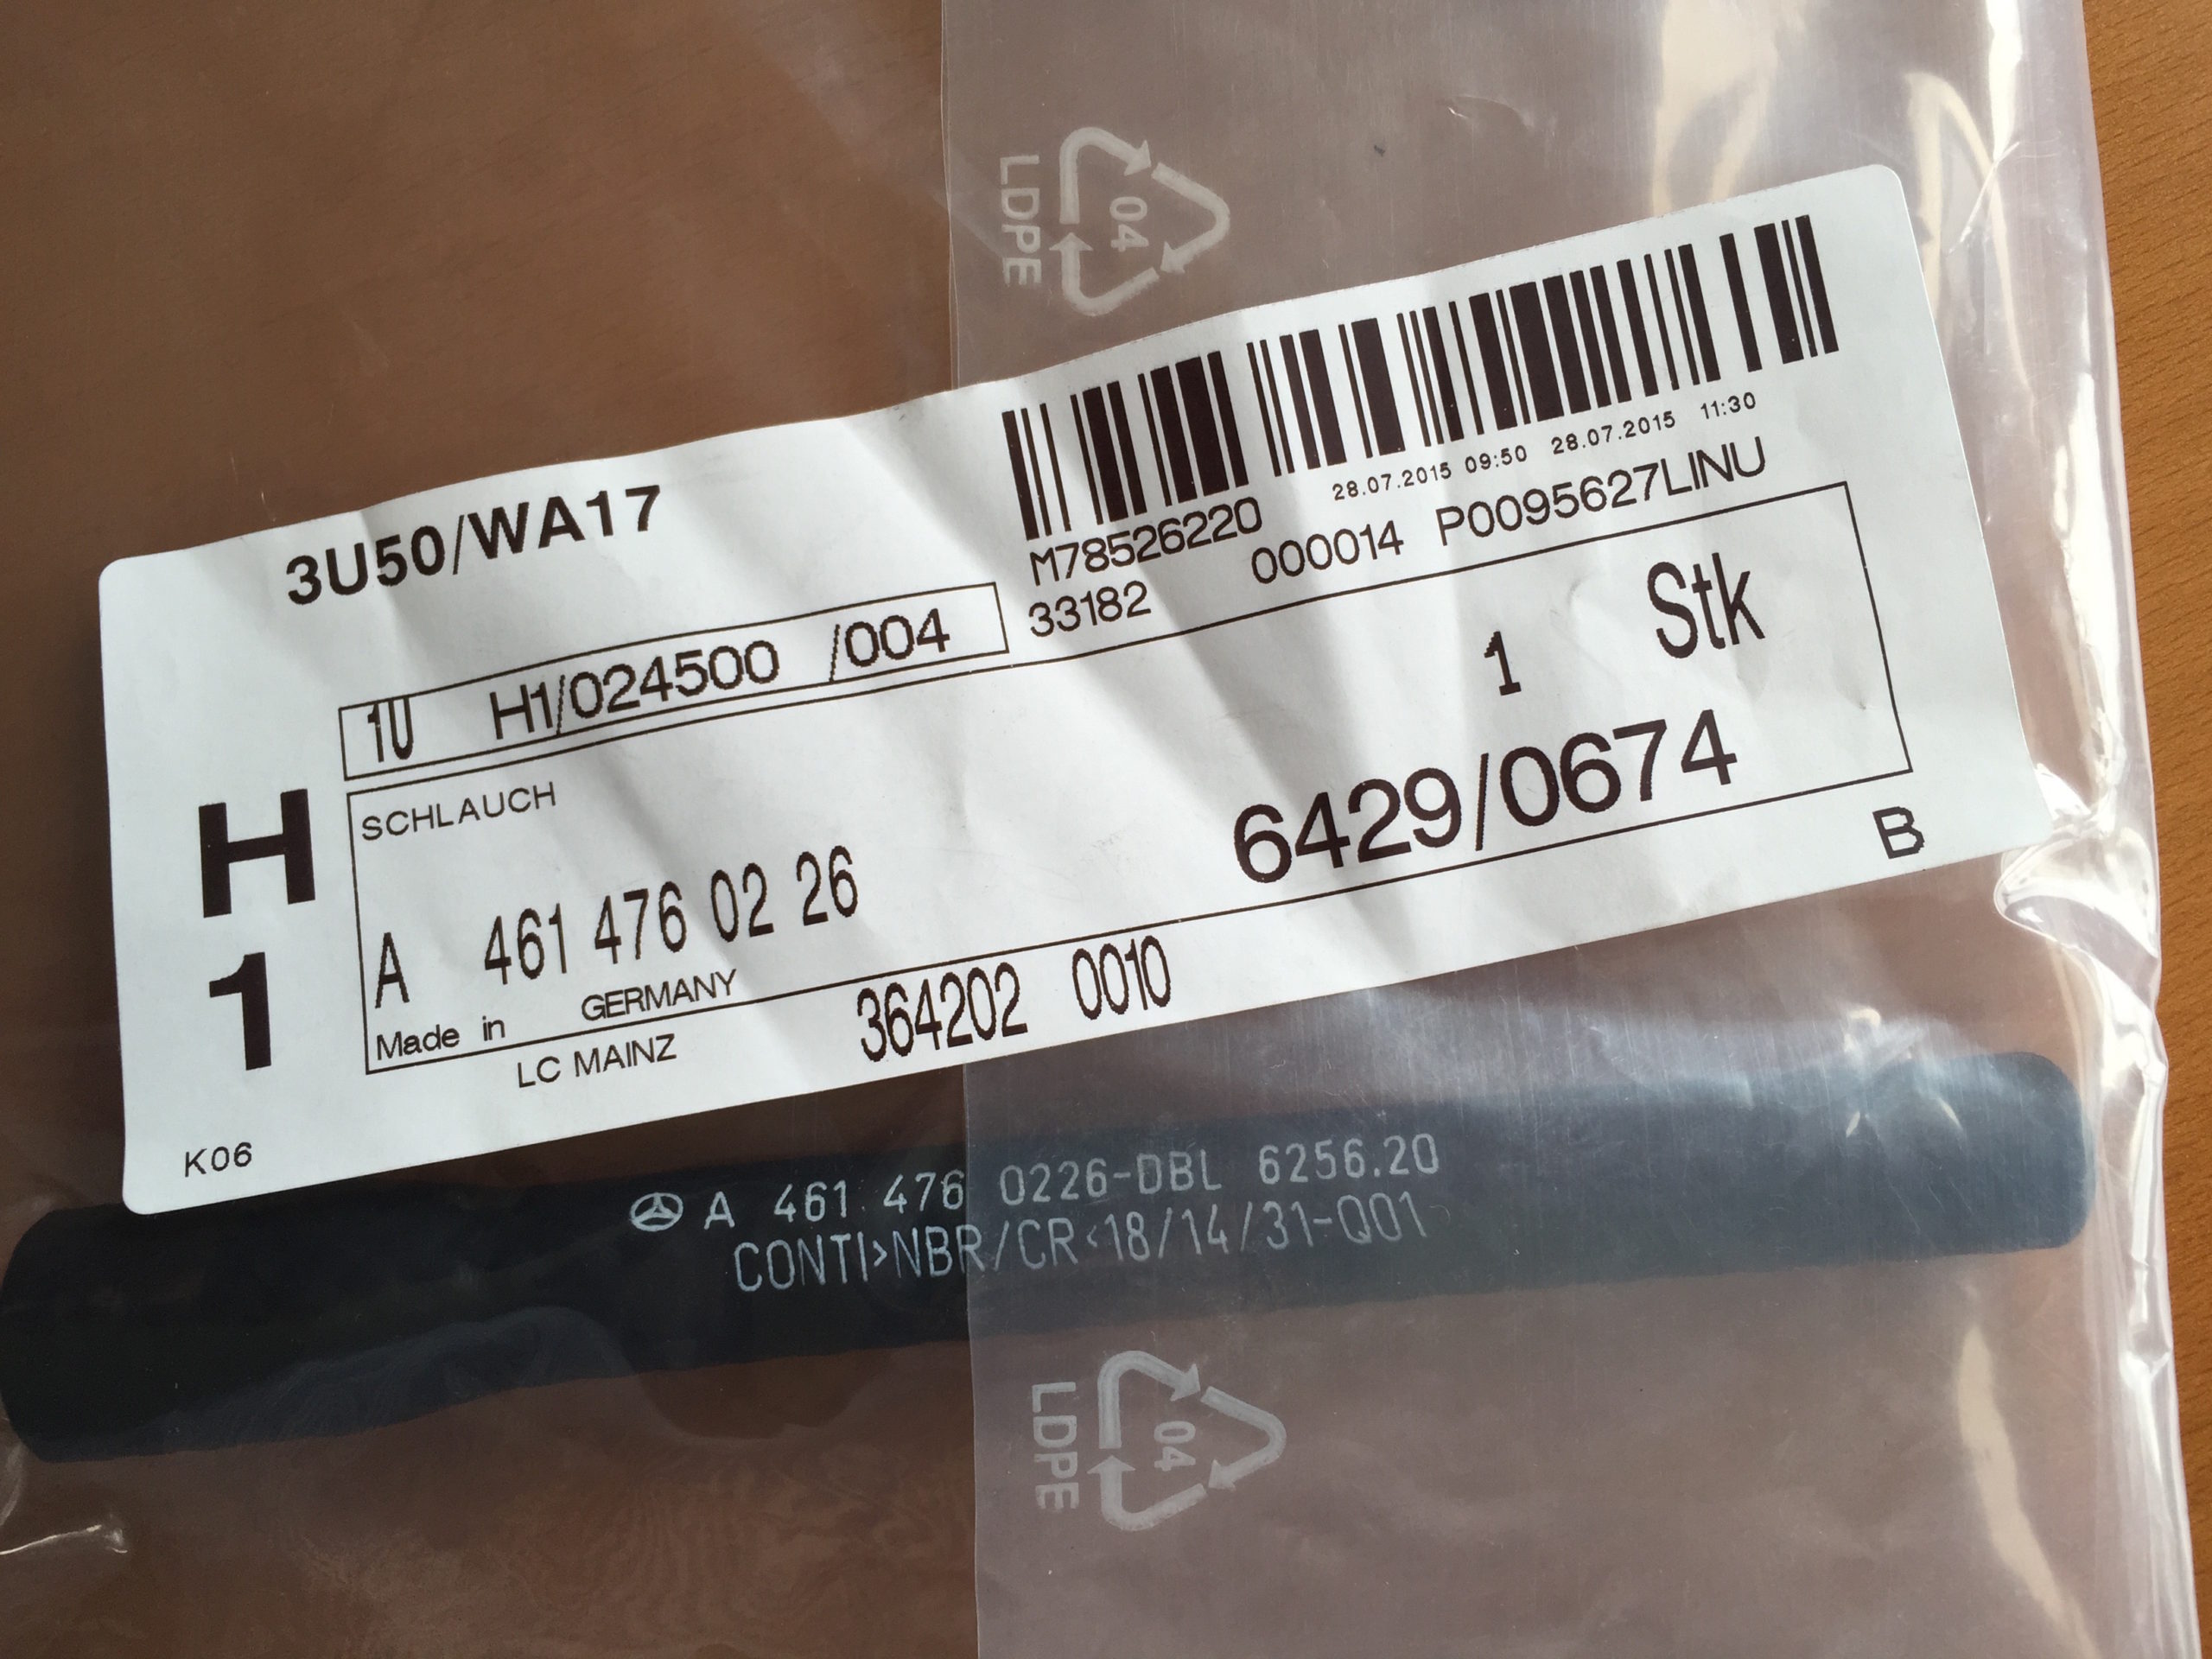 LDPE
04
3U50/WA17
M78526220
28.07.2015 09:50 28.07.2015 11:30
33182 000014 P0095627LINU
1U H1/024500 /004
1 Stk
H
1
SCHLAUCH
6429/0674
A 461 476 02 26
B
Made in GERMANY
LC MAINZ 364202 0010
K06
A 461 476 0226-DBL 6256.20
CONTI>NBR/CR<18/14/31-Q01
LDPE
04